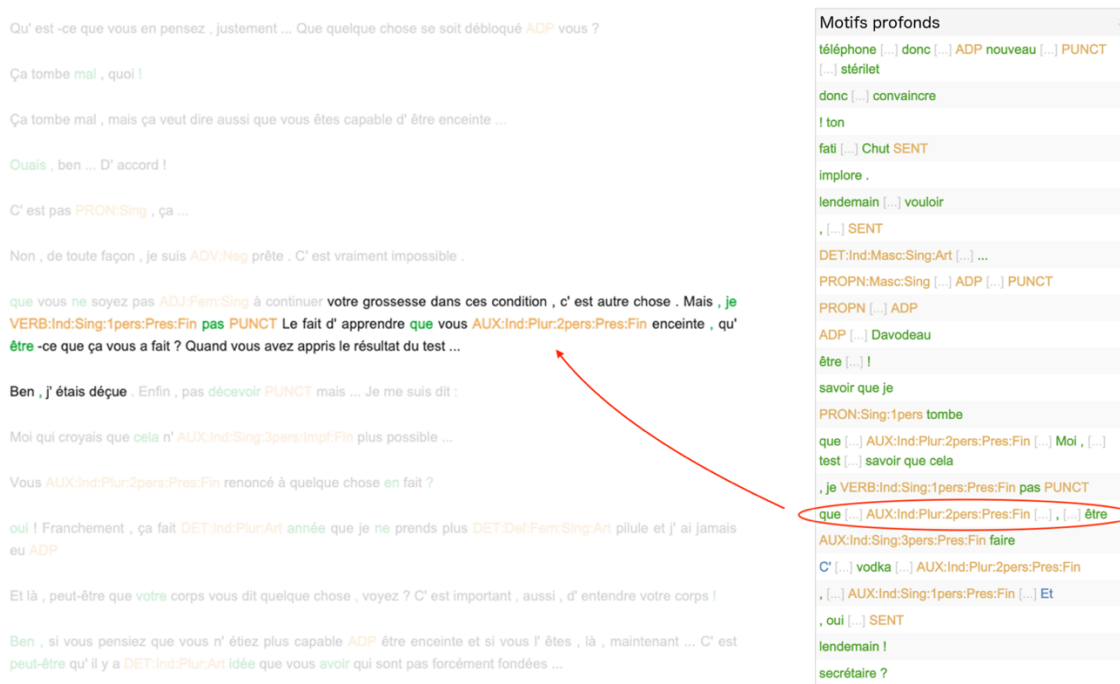 Qu' est -ce que vous en pensez , justement ... Que quelque chose se soit débloqué ADP vous ?
Ça tombe mal , quoi !
Ça tombe mal , mais ça veut dire aussi que vous êtes capable d' être enceinte ...
Ouais , ben ... D' accord !
C' est pas PRON:Sing , ça ...
Non , de toute façon , je suis ADV:Neg prête . C' est vraiment impossible .
que vous ne soyez pas ADJ:Fem:Sing à continuer votre grossesse dans ces condition , c' est autre chose . Mais , je
VERB:Ind:Sing:1pers:Pres:Fin pas PUNCT Le fait d' apprendre que vous AUX:Ind:Plur:2pers:Pres:Fin enceinte , qu'
être -ce que ça vous a fait ? Quand vous avez appris le résultat du test ...
Ben , j' étais déçue . Enfin , pas décevoir PUNCT mais ... Je me suis dit :
Moi qui croyais que cela n' AUX:Ind:Sing:3pers:Impf:Fin plus possible ...
Vous AUX:Ind:Plur:2pers:Pres:Fin renoncé à quelque chose en fait ?
oui ! Franchement , ça fait DET:Ind:Plur:Art année que je ne prends plus DET:Def:Fem:Sing:Art pilule et j' ai jamais
eu ADP
Et là , peut-être que votre corps vous dit quelque chose , voyez ? C' est important , aussi , d' entendre votre corps !
Ben , si vous pensiez que vous n' étiez plus capable ADP être enceinte et si vous l' êtes , là , maintenant ... C' est
peut-être qu' il y a DET:Ind:Plur:Art idée que vous avoir qui sont pas forcément fondées ...
Motifs profonds
téléphone [...] donc [...] ADP nouveau [...] PUNCT
[...] stérilet
donc [...] convaincre
! ton
fati [...] Chut SENT
implore .
lendemain [...] vouloir
, [...] SENT
DET:Ind:Masc:Sing:Art [...] ...
PROPN:Masc:Sing [...] ADP [...] PUNCT
PROPN [...] ADP
ADP [...] Davodeau
être [...] !
savoir que je
PRON:Sing:1pers tombe
que [...] AUX:Ind:Plur:2pers:Pres:Fin [...] Moi , [...]
test [...] savoir que cela
, je VERB:Ind:Sing:1pers:Pres:Fin pas PUNCT
que [...] AUX:Ind:Plur:2pers:Pres:Fin [...] , [...] être
AUX:Ind:Sing:3pers:Pres:Fin faire
C' [...] vodka [...] AUX:Ind:Plur:2pers:Pres:Fin
, [...] AUX:Ind:Sing:1pers:Pres:Fin [...] Et
, oui [...] SENT
lendemain !
secrétaire ?